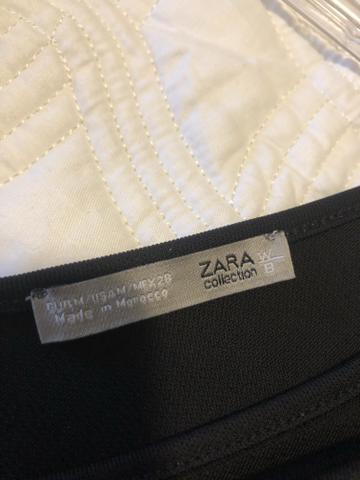 EUR M/USA M/MEX 28
Made in Morocco
ZARA W
collection B